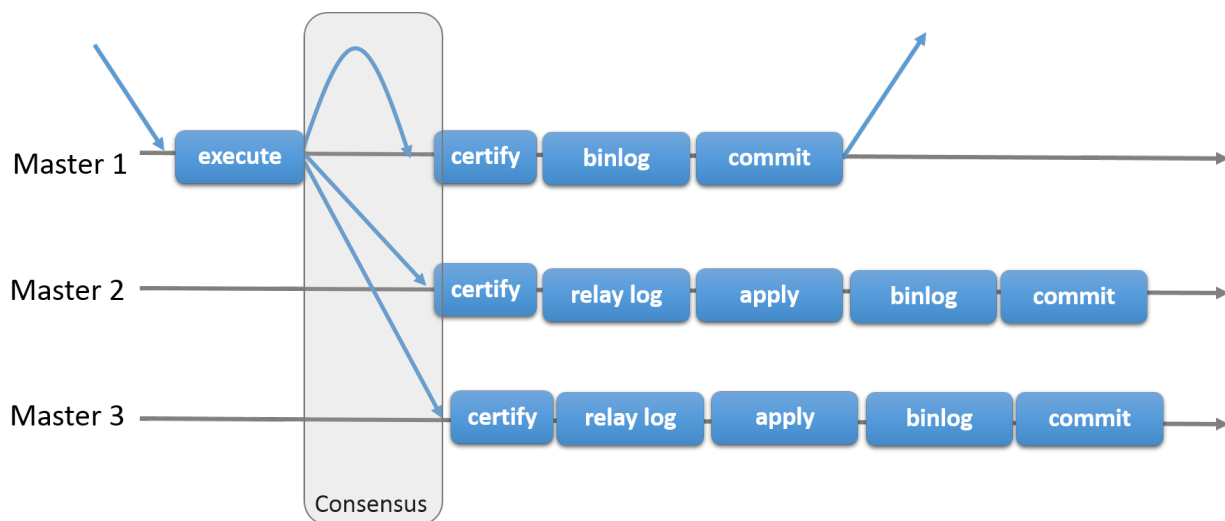 Master 1 execute certify binlog commit
Master 2 certify relay log apply binlog commit
Master 3 certify relay log apply binlog commit
Consensus